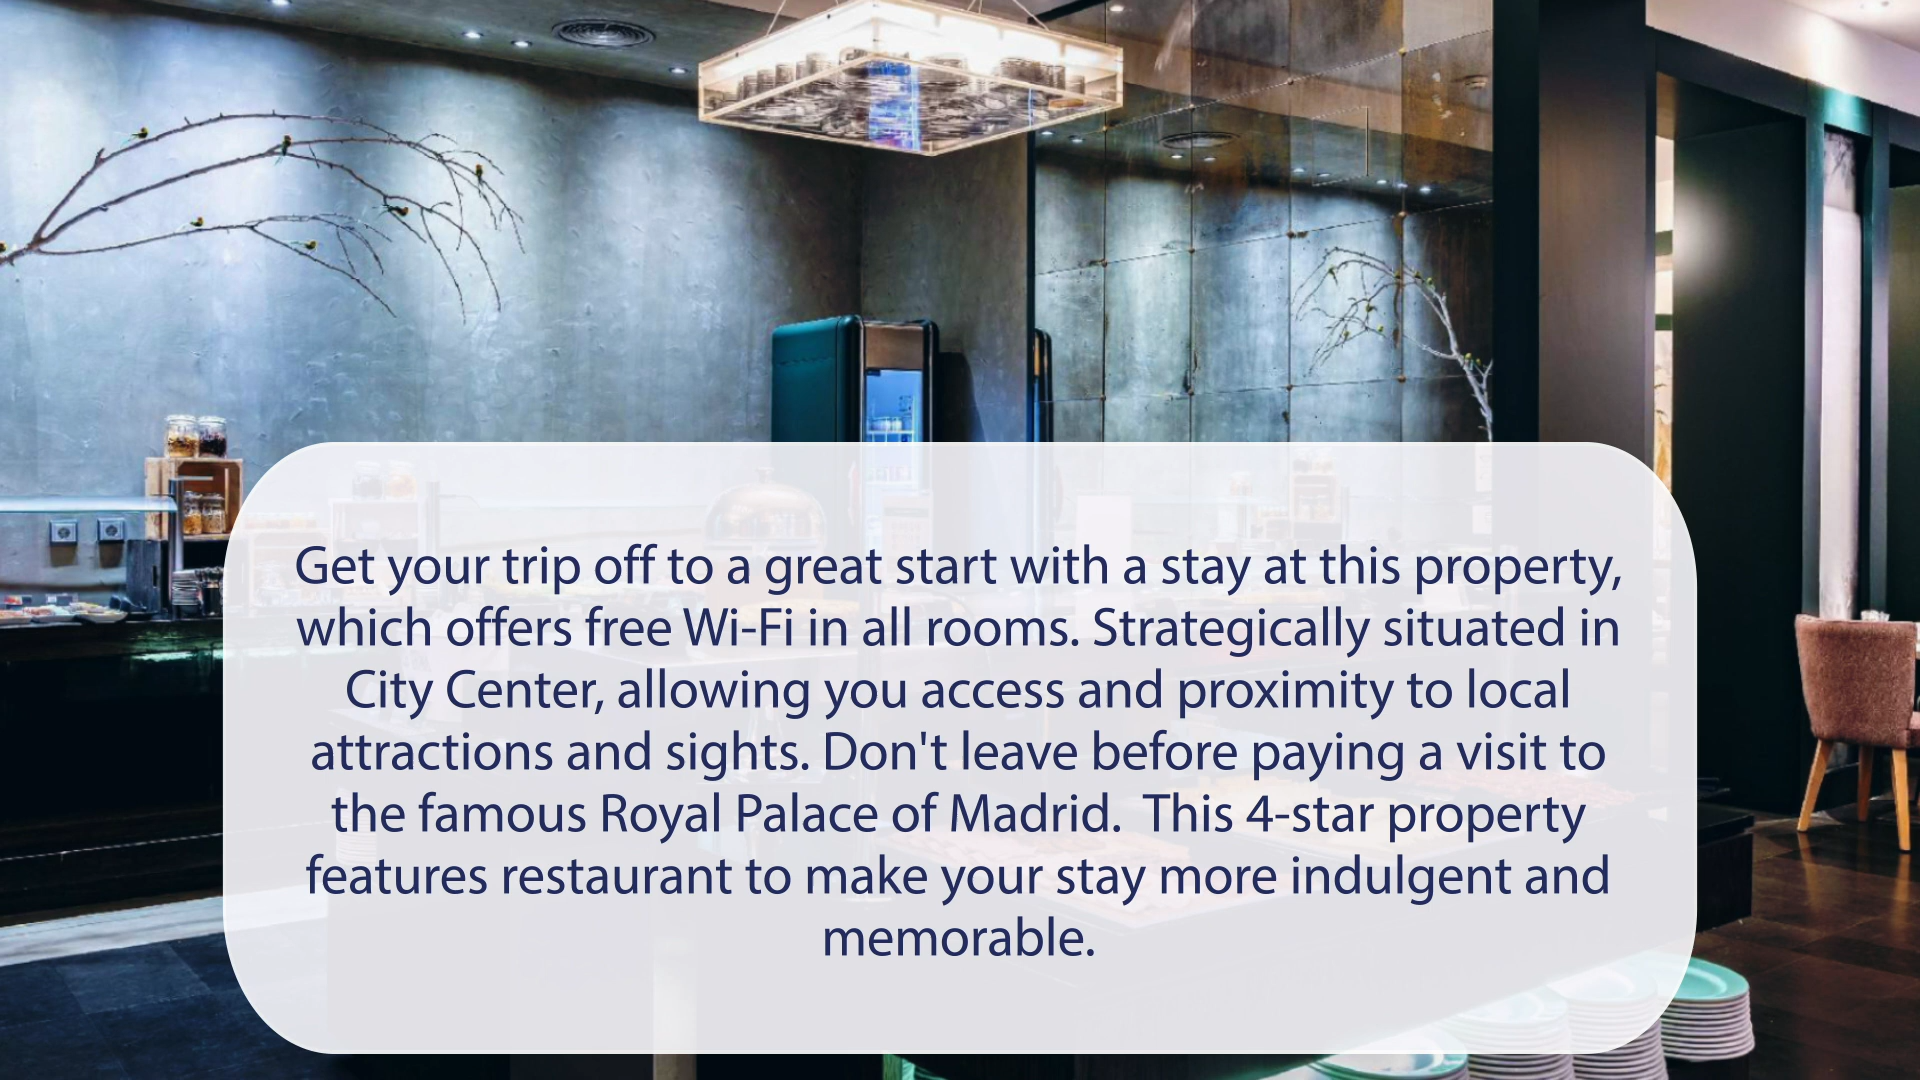 Get your trip off to a great start with a stay at this property,
which offers free Wi-Fi in all rooms. Strategically situated in
City Center, allowing you access and proximity to local
attractions and sights. Don't leave before paying a visit to
the famous Royal Palace of Madrid.  This 4-star property
features restaurant to make your stay more indulgent and
memorable.